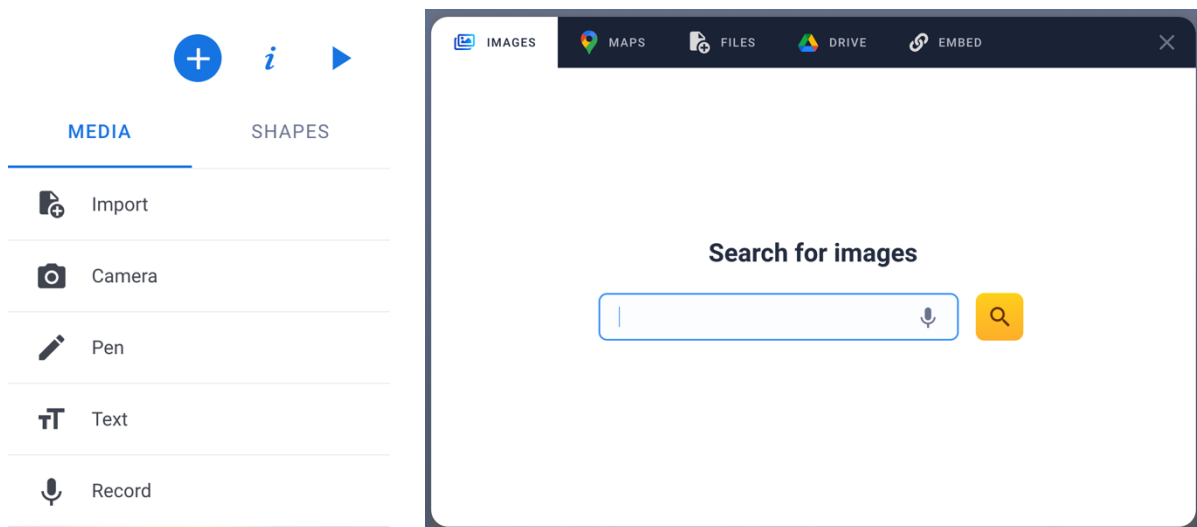 MEDIA SHAPES
Import
Camera
Pen
Text
Record
IMAGES MAPS FILES DRIVE EMBED
Search for images